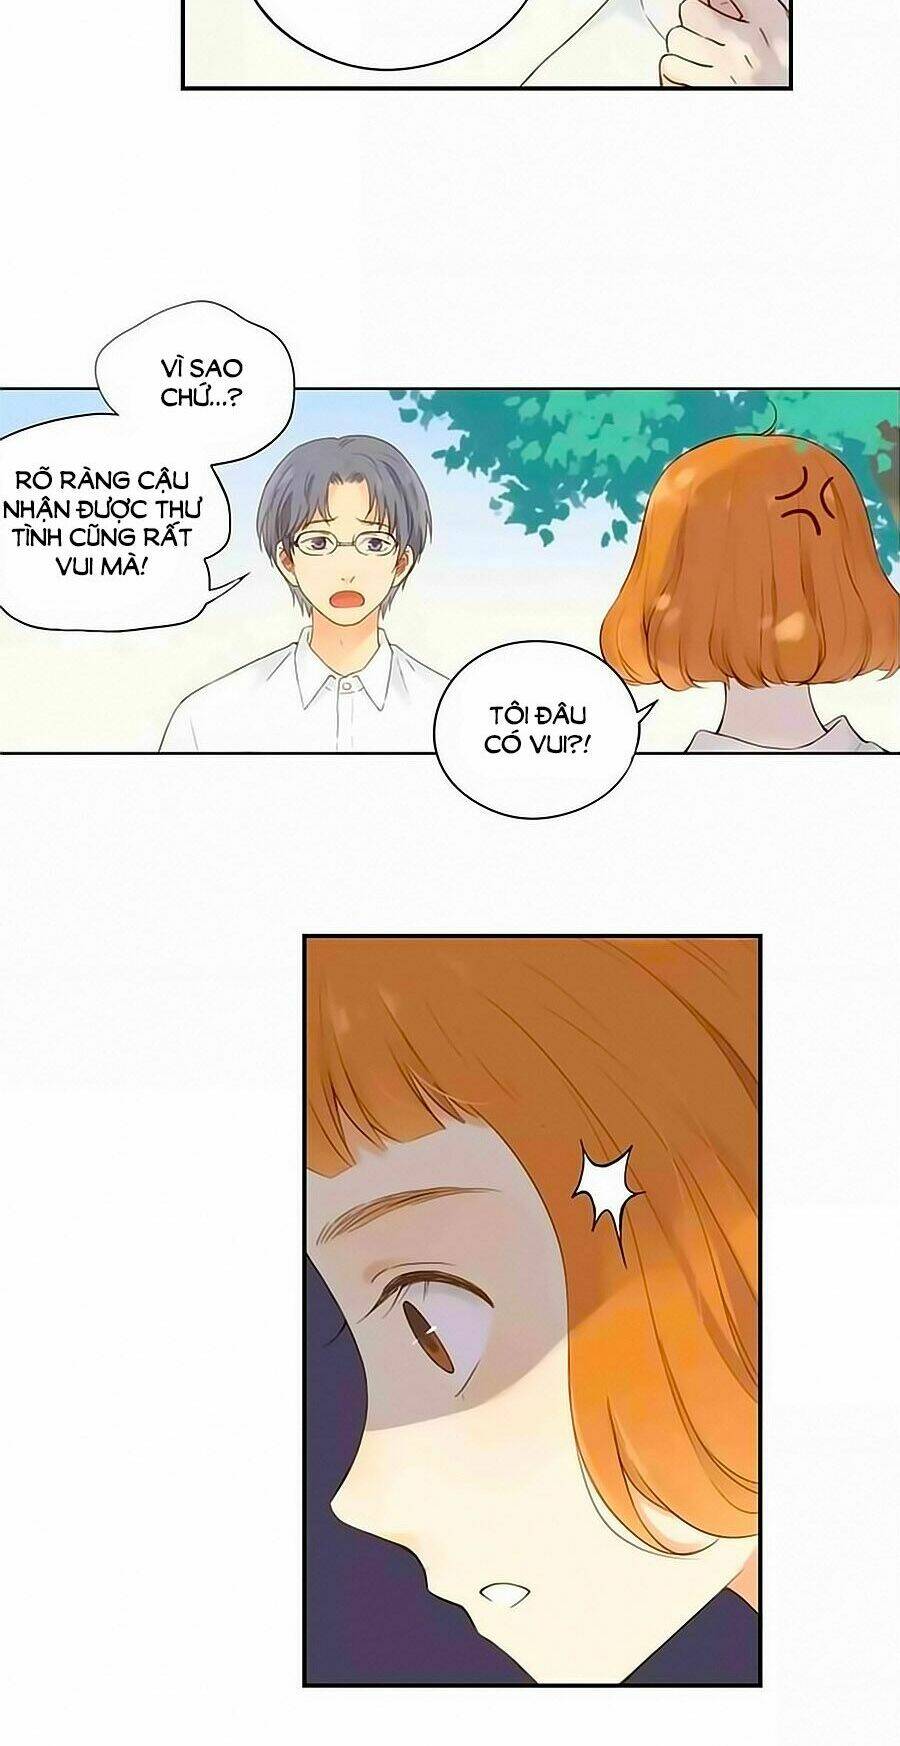 VÌ SAO
CHỨ...?
RÕ RÀNG CẬU
NHẬN ĐƯỢC THƯ
TÌNH CŨNG RẤT
VUI MÀ!
TÔI ĐÂU
CÓ VUI?!